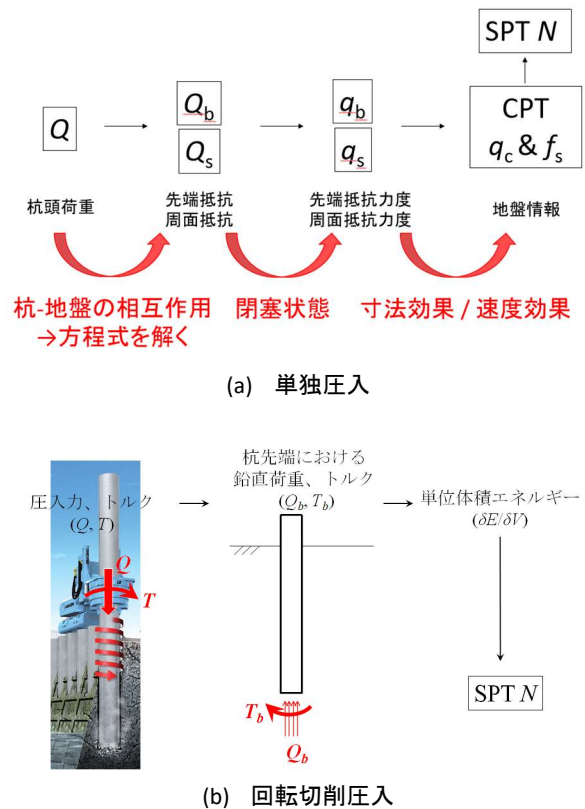 SPT N
Q
Qb
Qs
qb
qs
CPT
qc & fs
杭頭荷重
先端抵抗
周面抵抗
先端抵抗力度
周面抵抗力度
地盤情報
杭-地盤の相互作用
→方程式を解く
閉塞状態
寸法効果 / 速度効果
(a) 単独圧入
圧入力、トルク
(Q, T)
Q
T
杭先端における
鉛直荷重、トルク
(Qb, Tb)
Tb
Qb
単位体積エネルギー
(δE/δV)
SPT N
(b) 回転切削圧入